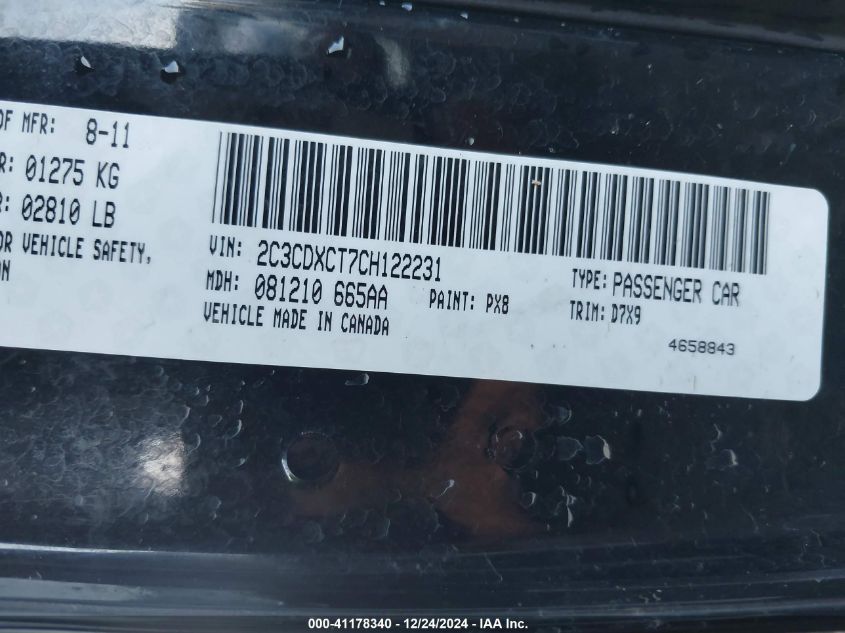 OF MFR: 8-11
R: 01275 KG
R: 02810 LB
OR VEHICLE SAFETY,
ON
VIN: 2C3CDXCT7CH122231
MDH: 081210 665AA
PAINT: PX8
VEHICLE MADE IN CANADA
TYPE: PASSENGER CAR
TRIM: D7X9
4658843
000-41178340 - 12/24/2024 - IAA Inc.